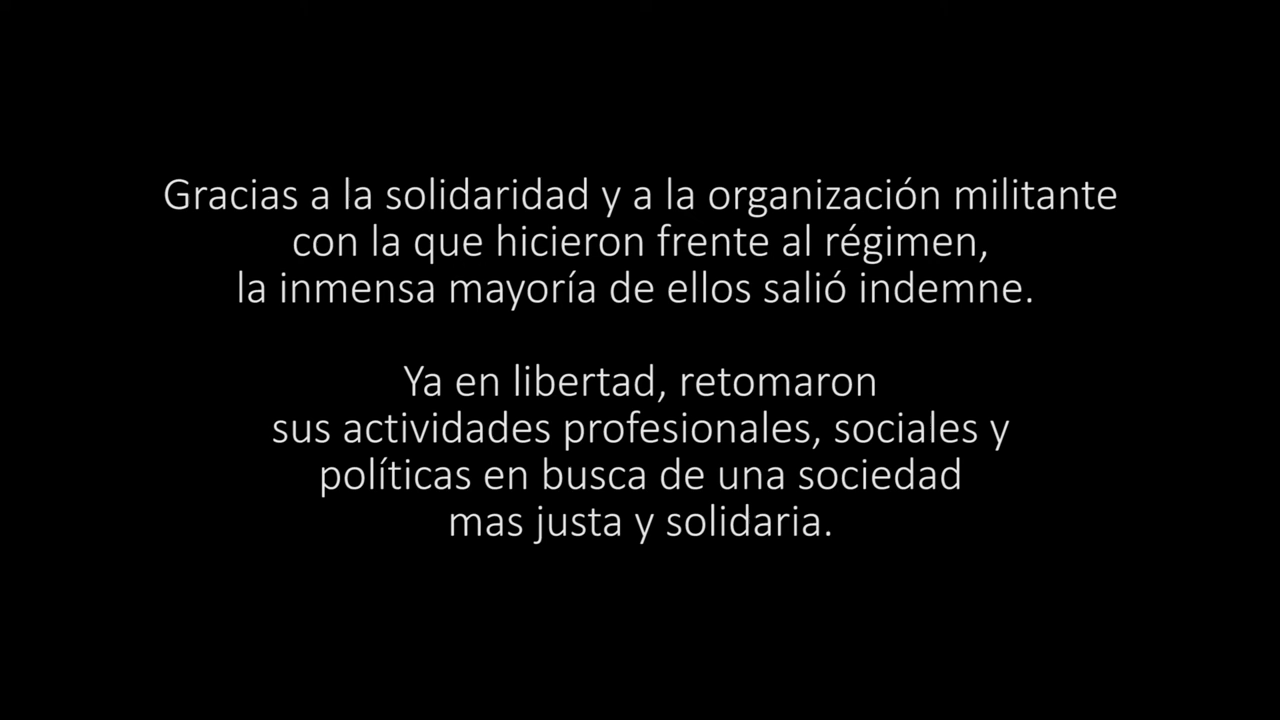 Gracias a la solidaridad y a la organización militante
con la que hicieron frente al régimen,
la inmensa mayoría de ellos salió indemne.
Ya en libertad, retomaron
sus actividades profesionales, sociales y
políticas en busca de una sociedad
mas justa y solidaria.